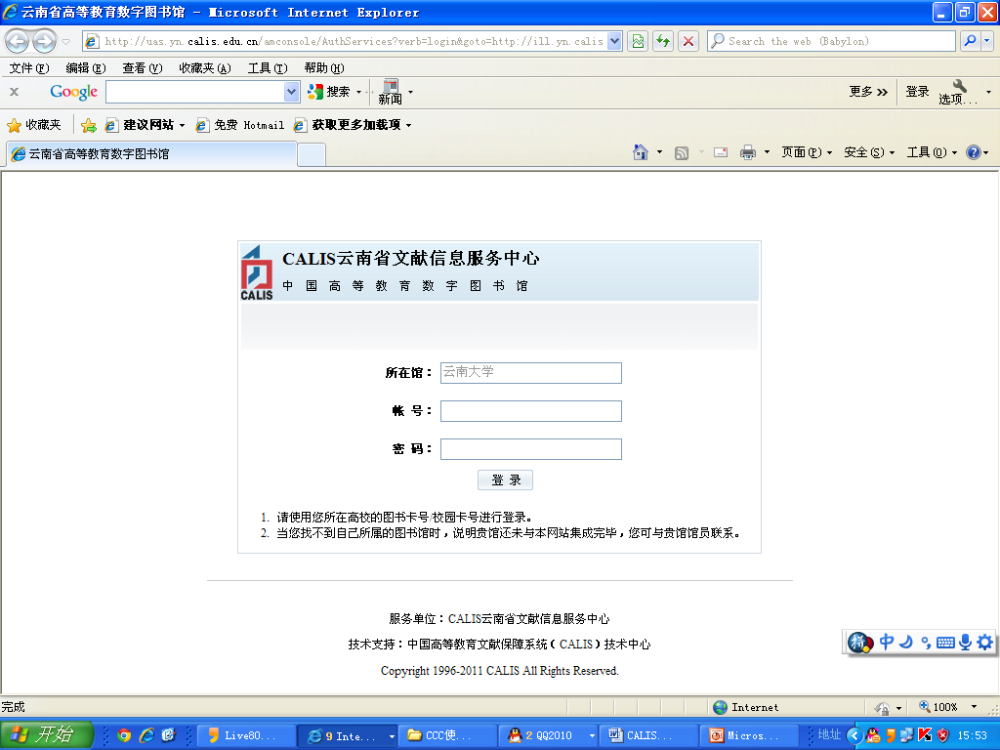 云南省高等教育数字图书馆 - Microsoft Internet Explorer
http://uas.yn.calis.edu.cn/amconsole/AuthServices?verb=login&goto=http://ill.yn.calis
Search the web (Babylon)
文件(F) 编辑(E) 查看(V) 收藏夹(A) 工具(T) 帮助(H)
x Google 搜索 新闻 更多 >> 登录 选项...
收藏夹 建议网站 免费 Hotmail 获取更多加载项
云南省高等教育数字图书馆 页面(P) 安全(S) 工具(O)
CALIS云南省文献信息服务中心
中 国 高 等 教 育 数 字 图 书 馆
CALIS
所在馆: 云南大学
帐 号:
密 码:
登 录
1. 请使用您所在高校的图书卡号/校园卡号进行登录。
2. 当您找不到自己所属的图书馆时，说明贵馆还未与本网站集成完毕，您可与贵馆馆员联系。
服务单位：CALIS云南省文献信息服务中心
技术支持：中国高等教育文献保障系统（CALIS）技术中心
Copyright 1996-2011 CALIS All Rights Reserved.
中
完成 Internet 100%
开始 Live80... 9 Inte... CCC使... 2 QQ2010 CALIS... Micros... 地址 15:53